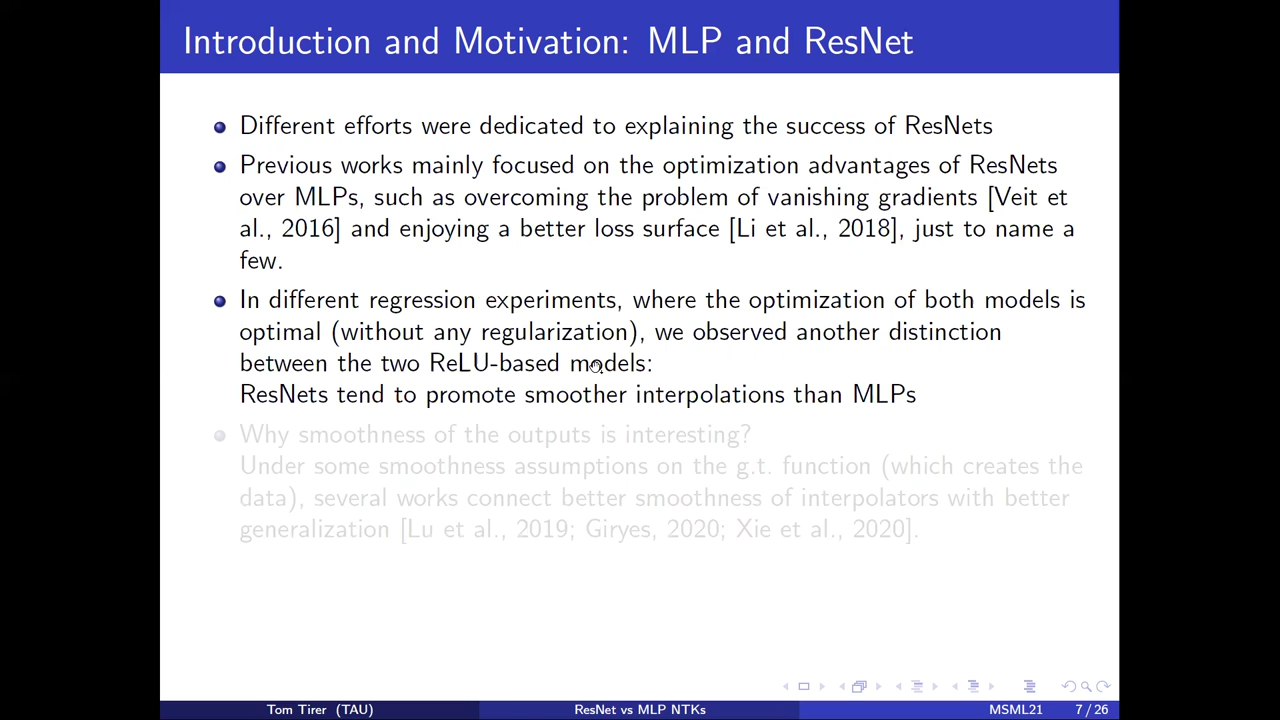 Introduction and Motivation: MLP and ResNet
Different efforts were dedicated to explaining the success of ResNets
Previous works mainly focused on the optimization advantages of ResNets
over MLPs, such as overcoming the problem of vanishing gradients [Veit et
al., 2016] and enjoying a better loss surface [Li et al., 2018], just to name a
few.
In different regression experiments, where the optimization of both models is
optimal (without any regularization), we observed another distinction
between the two ReLU-based models:
ResNets tend to promote smoother interpolations than MLPs
Why smoothness of the outputs is interesting?
Under some smoothness assumptions on the g.t. function (which creates the
data), several works connect better smoothness of interpolators with better
generalization [Lu et al., 2019; Giryes, 2020; Xie et al., 2020].
Tom Tirer (TAU) ResNet vs MLP NTKs MSML21 7 / 26